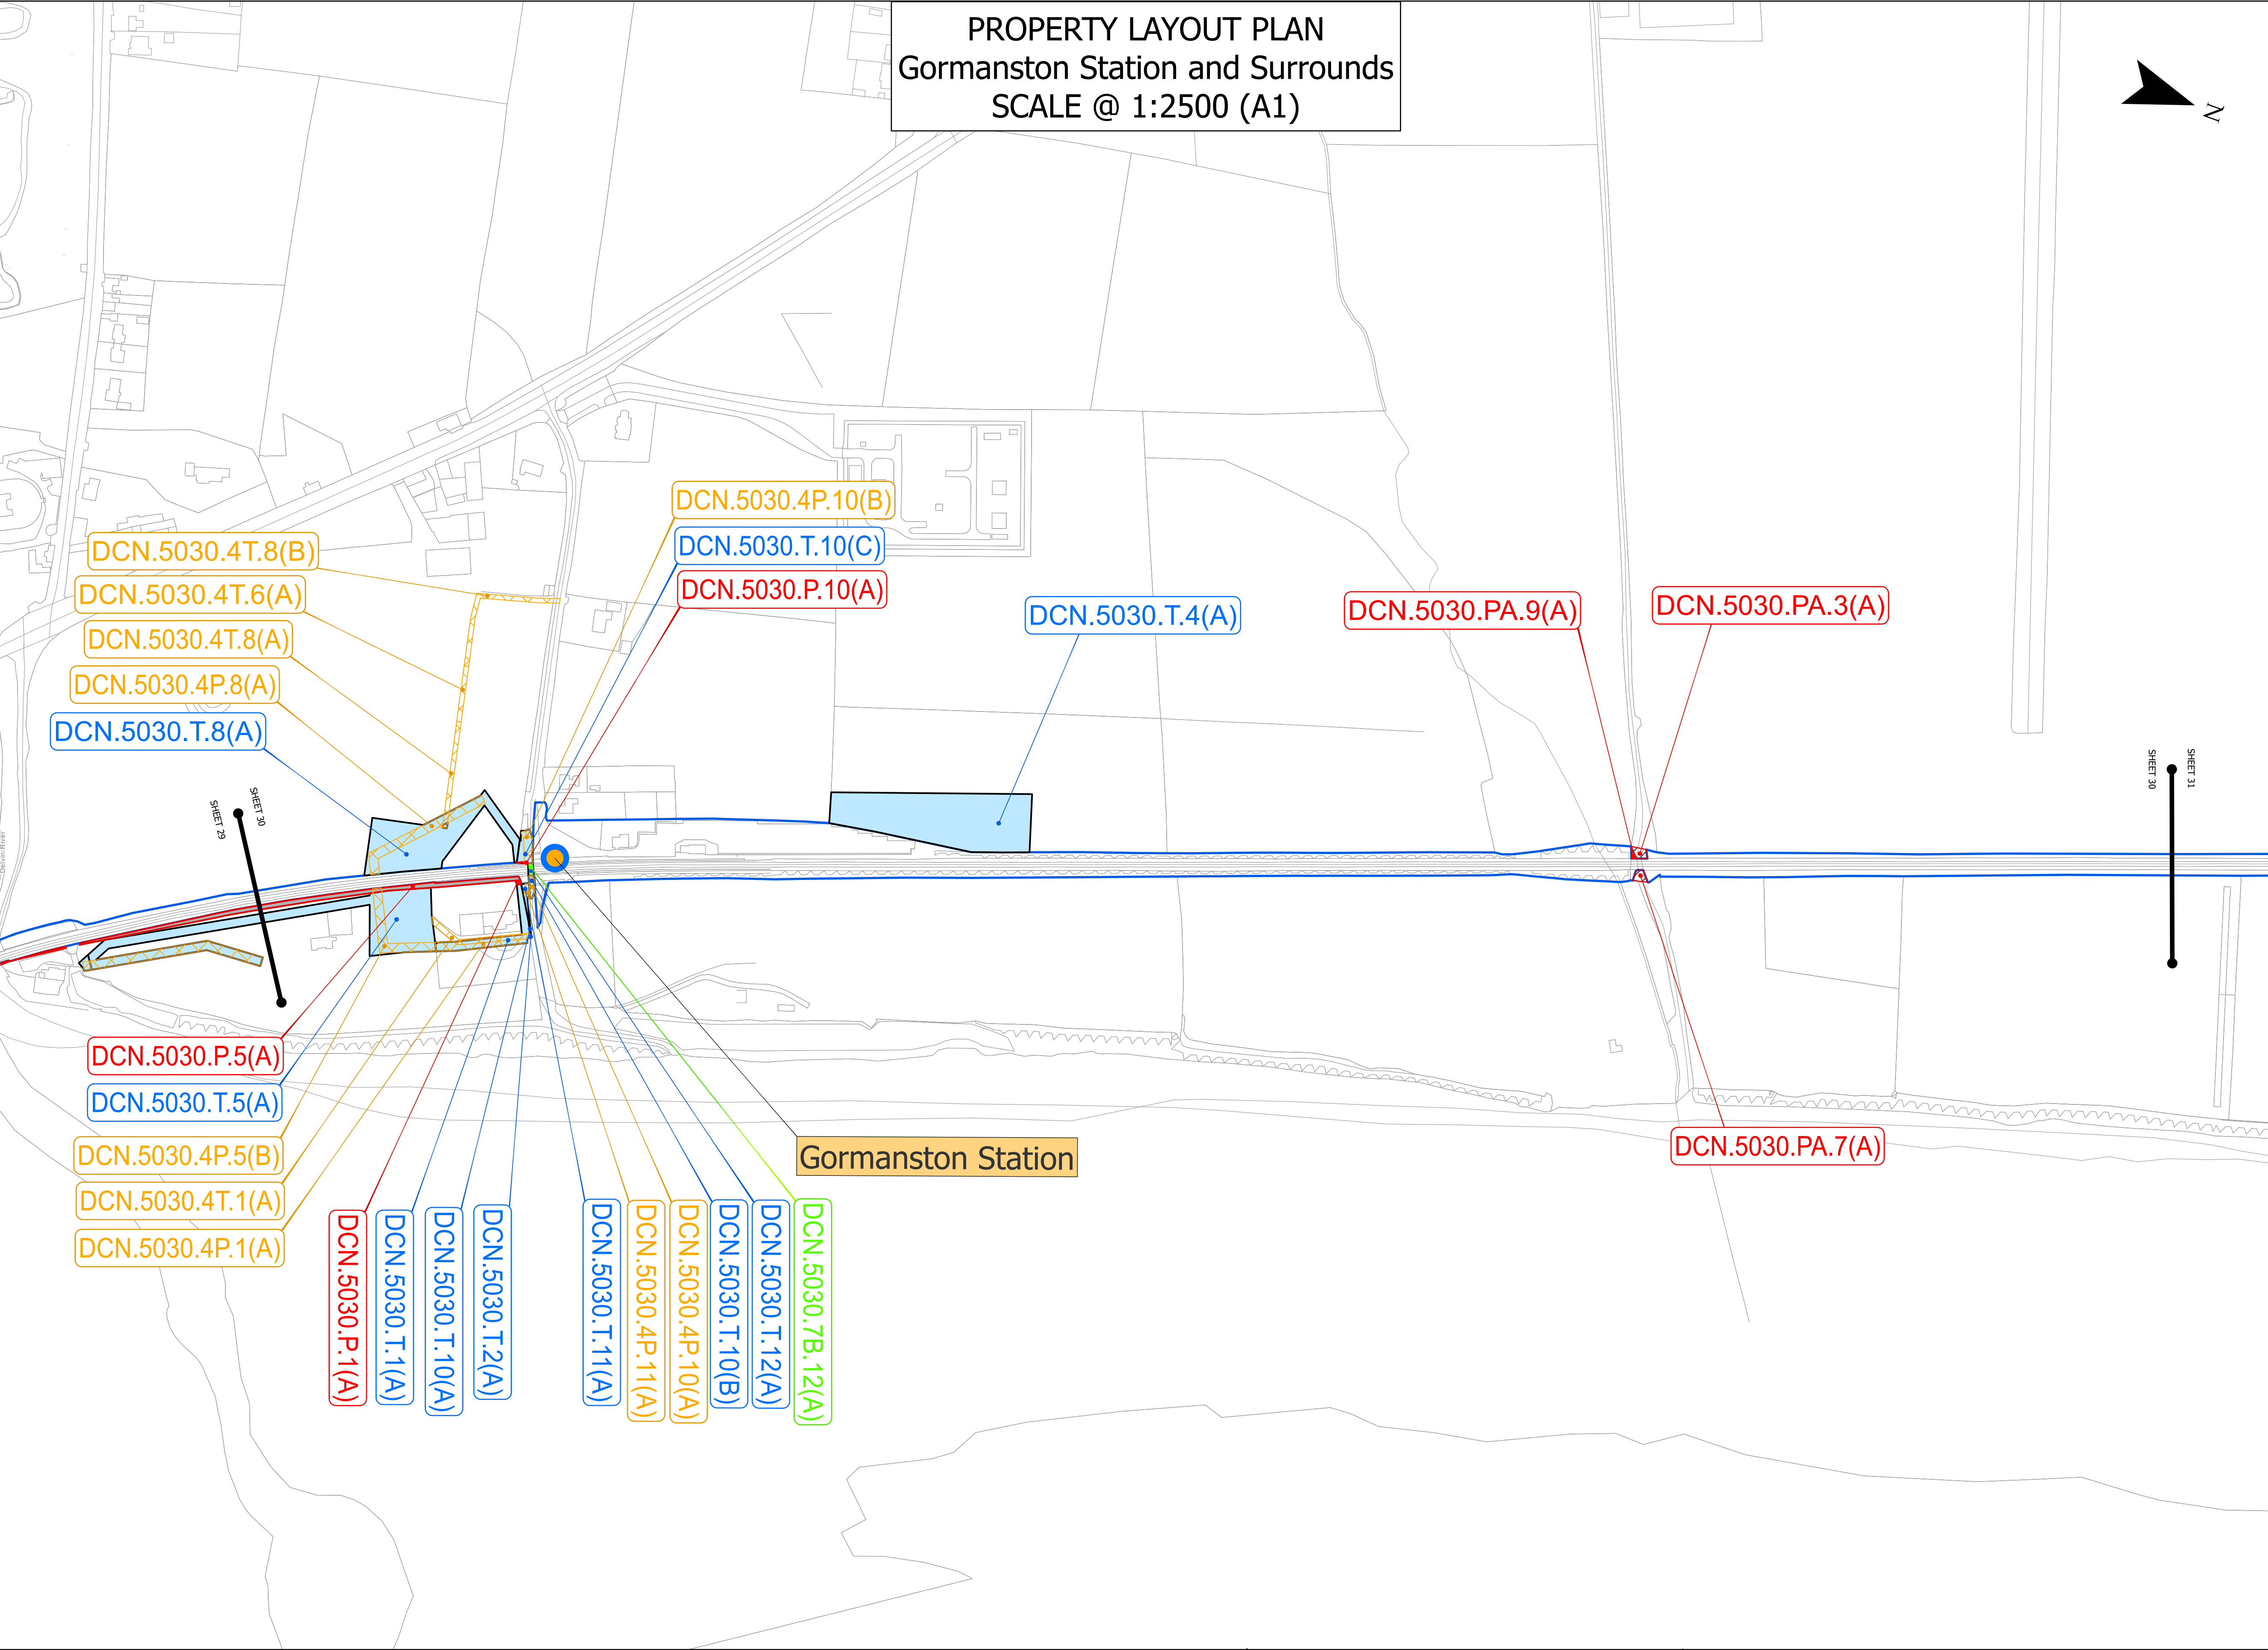 PROPERTY LAYOUT PLAN
Gormanston Station and Surrounds
SCALE @ 1:2500 (A1)
N
DCN.5030.4P.10(B)
DCN.5030.T.10(C)
DCN.5030.P.10(A)
DCN.5030.4T.8(B)
DCN.5030.4T.6(A)
DCN.5030.4T.8(A)
DCN.5030.4P.8(A)
DCN.5030.T.8(A)
DCN.5030.T.4(A)
DCN.5030.PA.9(A)
DCN.5030.PA.3(A)
SHEET 29
SHEET 30
SHEET 30
SHEET 31
Delvin River
DCN.5030.P.5(A)
DCN.5030.T.5(A)
DCN.5030.4P.5(B)
DCN.5030.4T.1(A)
DCN.5030.4P.1(A)
Gormanston Station
DCN.5030.PA.7(A)
DCN.5030.P.1(A)
DCN.5030.T.1(A)
DCN.5030.T.10(A)
DCN.5030.T.2(A)
DCN.5030.T.11(A)
DCN.5030.4P.11(A)
DCN.5030.4P.10(A)
DCN.5030.T.10(B)
DCN.5030.T.12(A)
DCN.5030.7B.12(A)